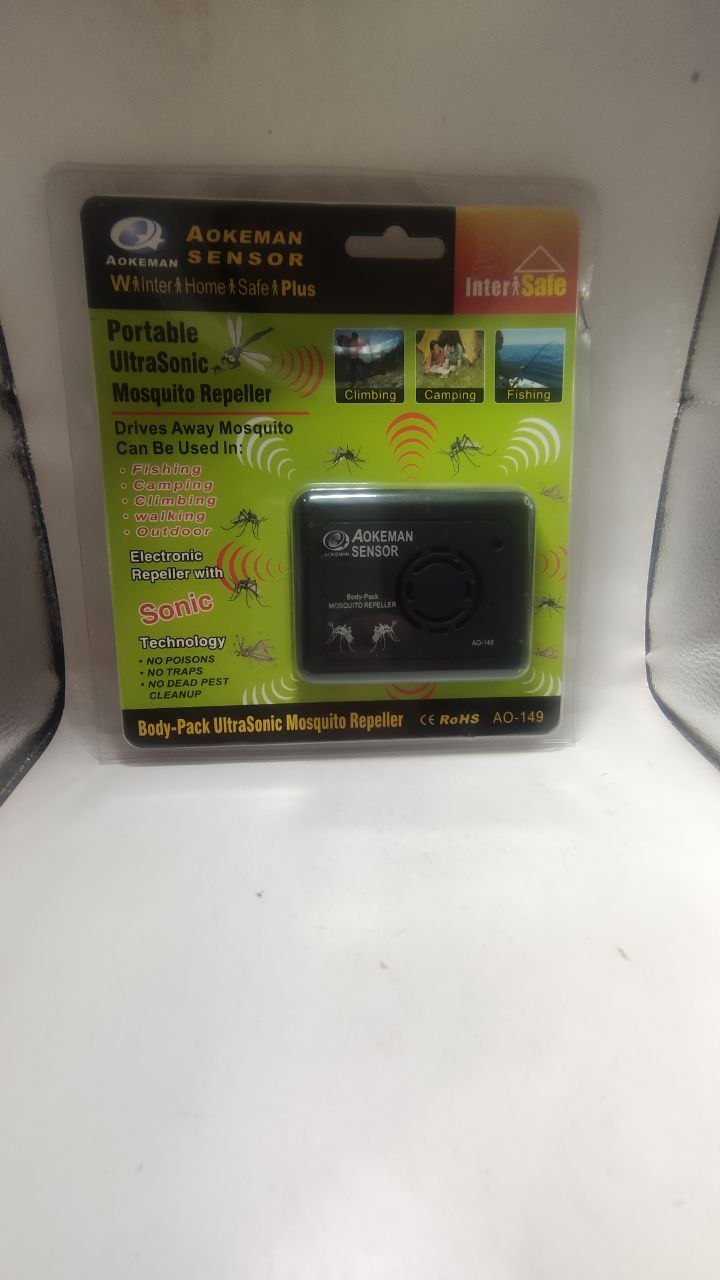 AOKEMAN
AOKEMAN
SENSOR
WInter Home Safe Plus
InterSafe
Portable
UltraSonic
Mosquito Repeller
Climbing
Camping
Fishing
Drives Away Mosquito
Can Be Used In:
· Fishing
· Camping
· Climbing
· walking
· Outdoor
Electronic
Repeller with
Sonic
Technology
• NO POISONS
• NO TRAPS
• NO DEAD PEST
CLEANUP
AOKEMAN
AOKEMAN
SENSOR
Body-Pack
MOSQUITO REPELLER
AO-149
Body-Pack UltraSonic Mosquito Repeller CE RoHS AO-149